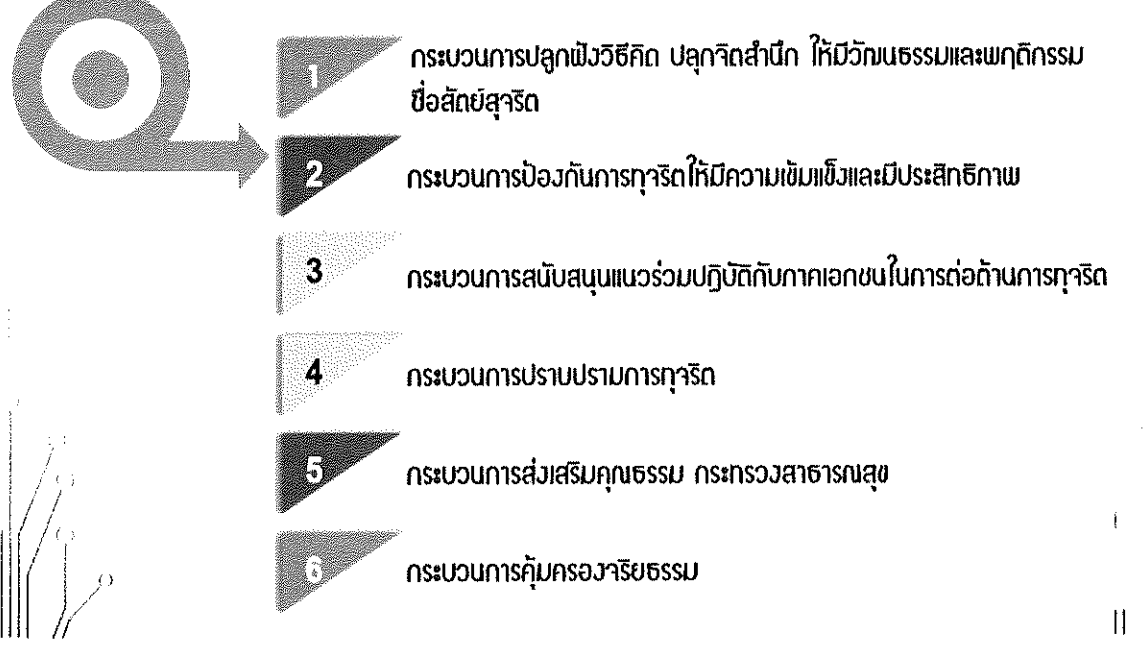 1
กระบวนการปลูกฝังวิธีคิด ปลุกจิตสำนึก ให้มีวัฒนธรรมและพฤติกรรม
ซื่อสัตย์สุจริต
2
กระบวนการป้องกันการทุจริตให้มีความเข้มแข็งและมีประสิทธิภาพ
3
กระบวนการสนับสนุนแนวร่วมปฏิบัติกับภาคเอกชนในการต่อต้านการทุจริต
4
กระบวนการปราบปรามการทุจริต
5
กระบวนการส่งเสริมคุณธรรม กระทรวงสาธารณสุข
6
กระบวนการคุ้มครองจริยธรรม